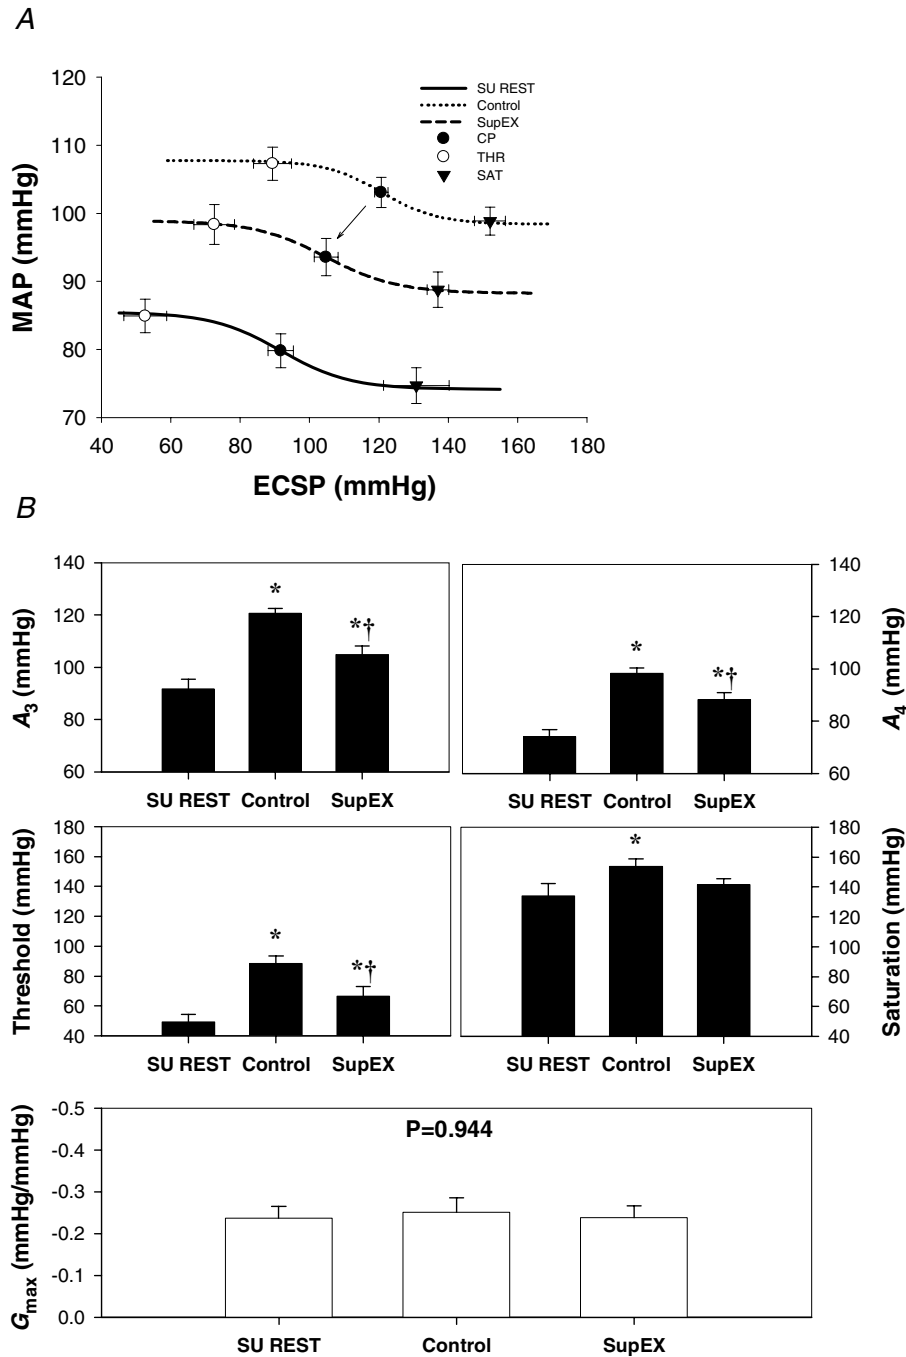 A
120
110
100
90
80
70
MAP (mmHg)
SU REST
Control
SupEX
CP
THR
SAT
40 60 80 100 120 140 160 180
ECSP (mmHg)
B
140
120
100
80
60
A3 (mmHg)
*
*†
SU REST Control SupEX
140
120
100
80
60
A4 (mmHg)
*
*†
SU REST Control SupEX
180
160
140
120
100
80
60
40
Threshold (mmHg)
*
*†
SU REST Control SupEX
180
160
140
120
100
80
60
40
Saturation (mmHg)
*
SU REST Control SupEX
-0.5
-0.4
-0.3
-0.2
-0.1
0.0
Gmax (mmHg/mmHg)
P=0.944
SU REST Control SupEX